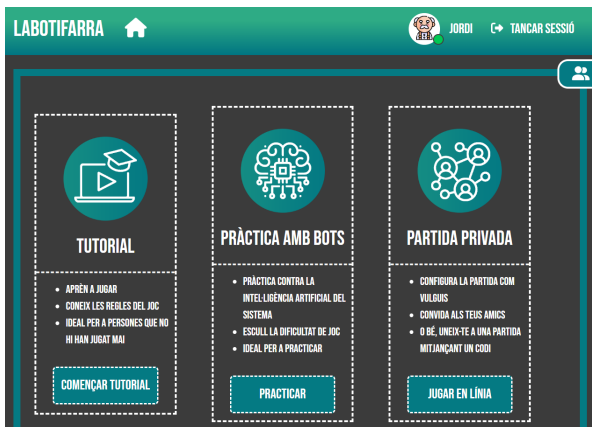 LABOTIFARRA
JORDI
TANCAR SESSIÓ
TUTORIAL
APRÈN A JUGAR
CONEIX LES REGLES DEL JOC
IDEAL PER A PERSONES QUE NO
HI HAN JUGAT MAI
COMENÇAR TUTORIAL
PRÀCTICA AMB BOTS
PRÀCTICA CONTRA LA
INTEL·LIGÈNCIA ARTIFICIAL DEL
SISTEMA
ESCULL LA DIFICULTAT DE JOC
IDEAL PER A PRACTICAR
PRACTICAR
PARTIDA PRIVADA
CONFIGURA LA PARTIDA COM
VULGUIS
CONVIDA ALS TEUS AMICS
O BÉ, UNEIX-TE A UNA PARTIDA
MITJANÇANT UN CODI
JUGAR EN LÍNIA